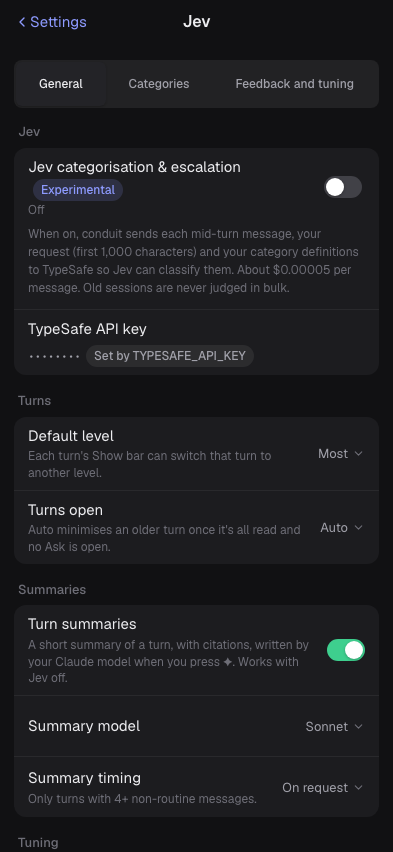 Settings
Jev
General
Categories
Feedback and tuning
Jev
Jev categorisation & escalation
Experimental
Off
When on, conduit sends each mid-turn message, your
request (first 1,000 characters) and your category definitions
to TypeSafe so Jev can classify them. About $0.00005 per
message. Old sessions are never judged in bulk.
TypeSafe API key
········ Set by TYPESAFE_API_KEY
Turns
Default level
Each turn's Show bar can switch that turn to
another level.
Most
Turns open
Auto minimises an older turn once it's all read and
no Ask is open.
Auto
Summaries
Turn summaries
A short summary of a turn, with citations, written by
your Claude model when you press ✦. Works with
Jev off.
Summary model
Sonnet
Summary timing
Only turns with 4+ non-routine messages.
On request
Tuning